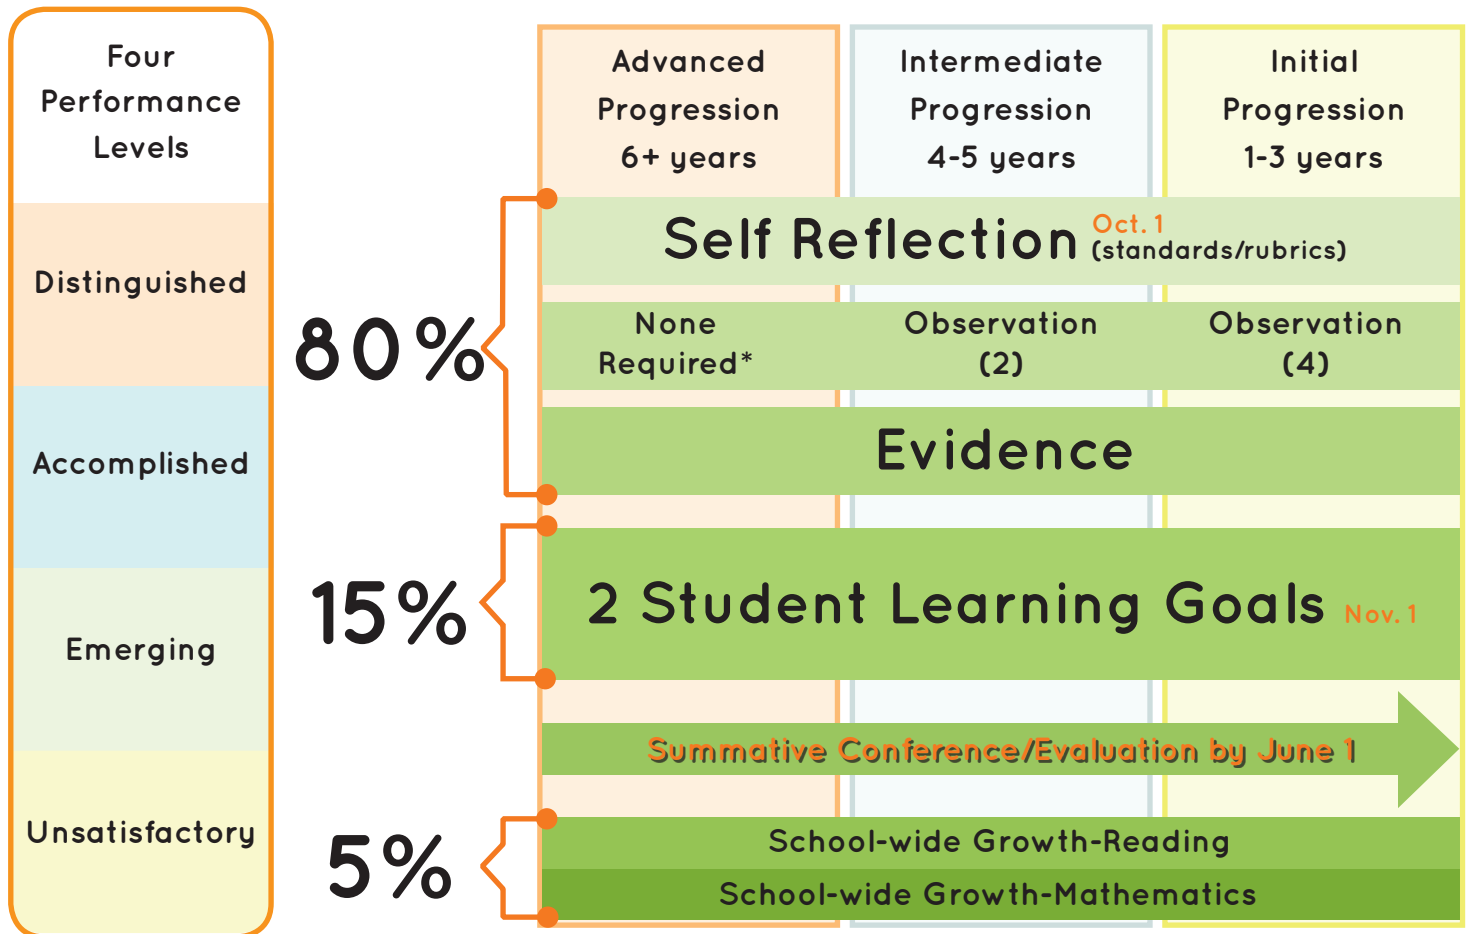 Four
Performance
Levels
Distinguished
Accomplished
Emerging
Unsatisfactory
80%
15%
5%
Advanced
Progression
6+ years
Intermediate
Progression
4-5 years
Initial
Progression
1-3 years
Self Reflection Oct. 1
(standards/rubrics)
None
Required*
Observation
(2)
Observation
(4)
Evidence
2 Student Learning Goals Nov. 1
Summative Conference/Evaluation by June 1
School-wide Growth-Reading
School-wide Growth-Mathematics